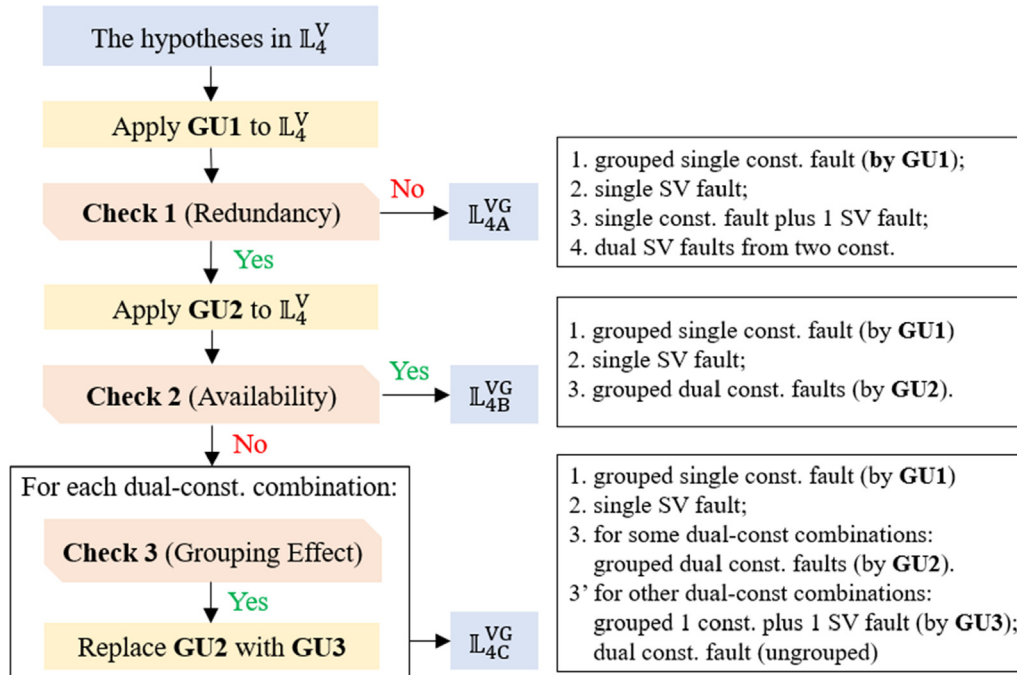 The hypotheses in 𝕃₄ⱽ
Apply GU1 to 𝕃₄ⱽ
Check 1 (Redundancy)
No
𝕃₄ₐⱽᴳ
1. grouped single const. fault (by GU1);
2. single SV fault;
3. single const. fault plus 1 SV fault;
4. dual SV faults from two const.
Yes
Apply GU2 to 𝕃₄ⱽ
Check 2 (Availability)
Yes
𝕃_4B^VG
1. grouped single const. fault (by GU1)
2. single SV fault;
3. grouped dual const. faults (by GU2).
No
For each dual-const. combination:
Check 3 (Grouping Effect)
Yes
Replace GU2 with GU3
𝕃_4C^VG
1. grouped single const. fault (by GU1)
2. single SV fault;
3. for some dual-const combinations:
grouped dual const. faults (by GU2).
3’ for other dual-const combinations:
grouped 1 const. plus 1 SV fault (by GU3);
dual const. fault (ungrouped)